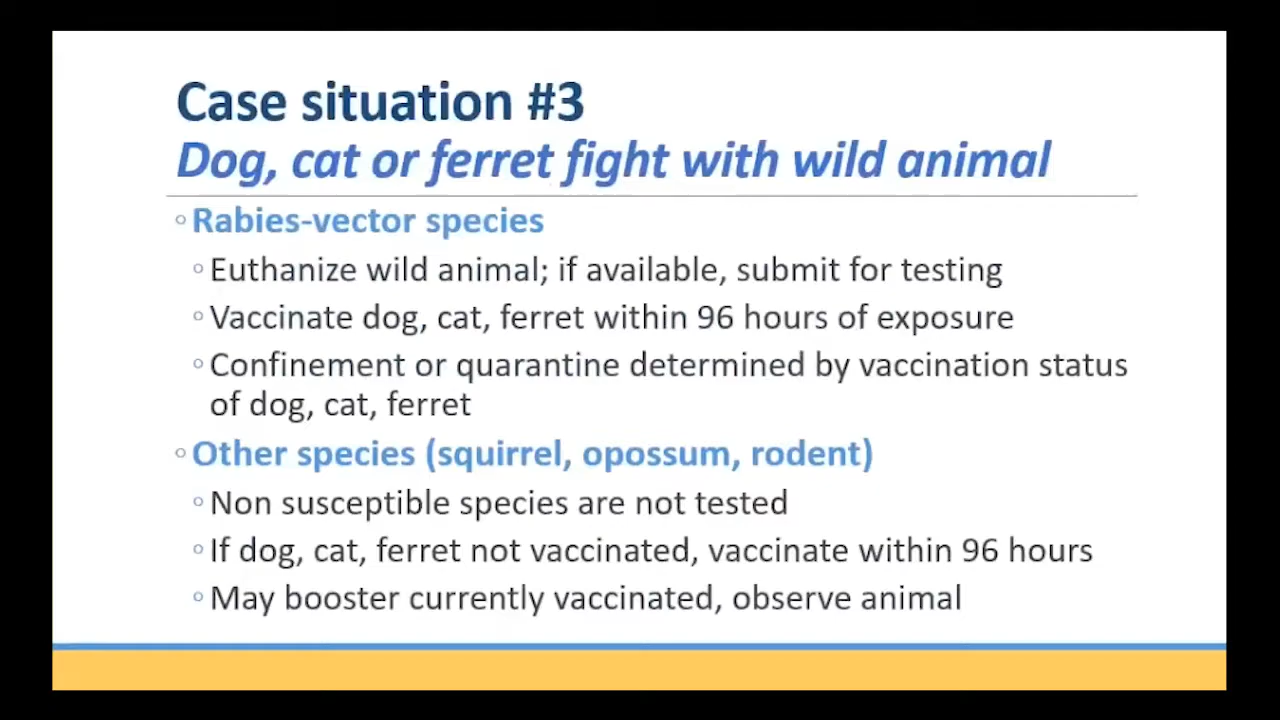 Case situation #3
Dog, cat or ferret fight with wild animal
◦ Rabies-vector species
◦ Euthanize wild animal; if available, submit for testing
◦ Vaccinate dog, cat, ferret within 96 hours of exposure
◦ Confinement or quarantine determined by vaccination status
of dog, cat, ferret
◦ Other species (squirrel, opossum, rodent)
◦ Non susceptible species are not tested
◦ If dog, cat, ferret not vaccinated, vaccinate within 96 hours
◦ May booster currently vaccinated, observe animal